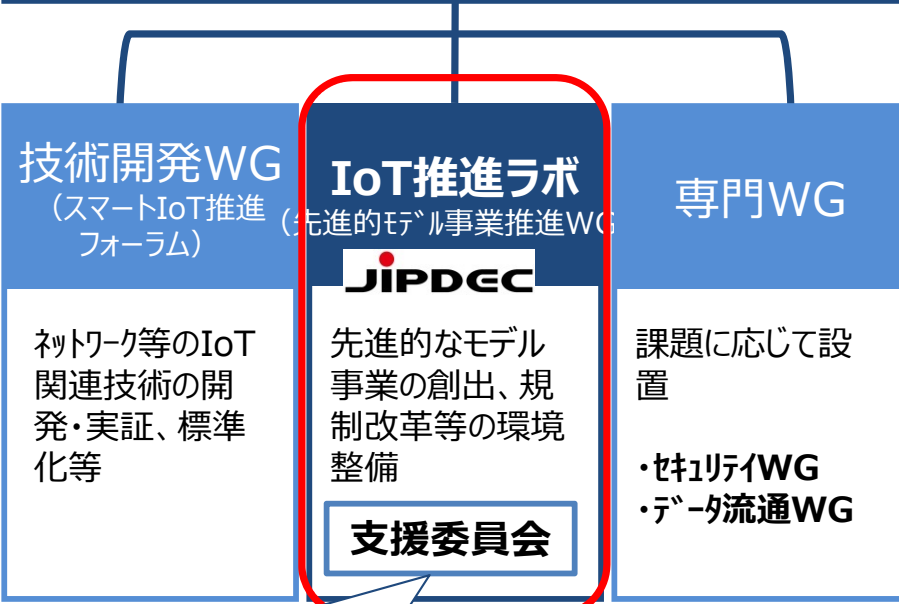 技術開発WG
（スマートIoT推進
フォーラム）
ﾈｯﾄﾜｰｸ等のIoT
関連技術の開
発・実証、標準
化等
IoT推進ラボ
（先進的ﾓﾃﾞﾙ事業推進WG
JIPDEC
先進的なモデル
事業の創出、規
制改革等の環境
整備
支援委員会
専門WG
課題に応じて設
置
・ｾｷｭﾘﾃｨWG
・ﾃﾞｰﾀ流通WG